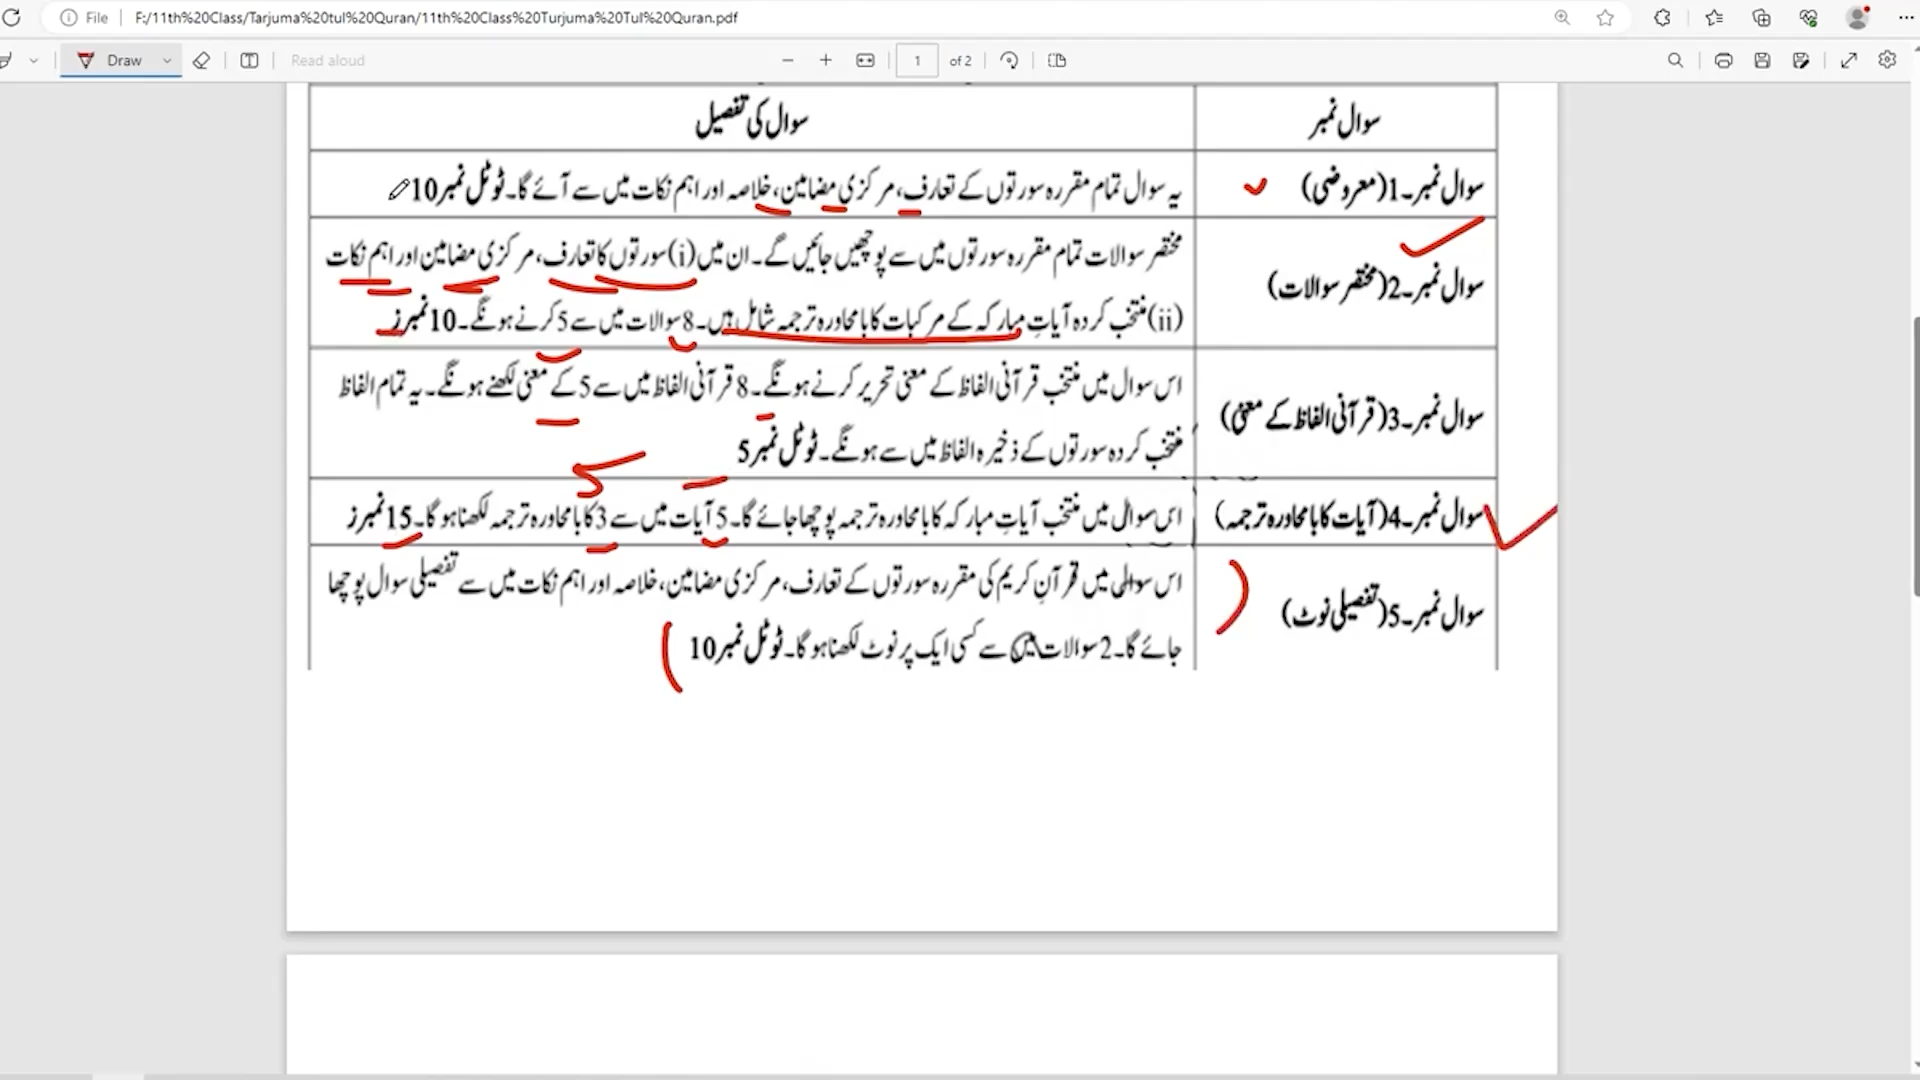 File
F:/11th%20Class/Tarjuma%20tul%20Quran/11th%20Class%20Turjuma%20Tul%20Quran.pdf
Draw
Read aloud
1 of 2
سوال نمبر
سوال کی تفصیل
سوال نمبر۔1(معروضی)
یہ سوال تمام مقررہ سورتوں کے تعارف، مرکزی مضامین، خلاصہ اور اہم نکات میں سے آئے گا۔ ٹوٹل نمبر 10
سوال نمبر۔2(مختصر سوالات)
مختصر سوالات تمام مقررہ سورتوں میں سے پوچھیں جائیں گے۔ ان میں (i) سورتوں کا تعارف، مرکزی مضامین اور اہم نکات
(ii) منتخب کردہ آیاتِ مبارکہ کے مرکبات کا بامحاورہ ترجمہ شامل ہیں۔ 8 سوالات میں سے 5 کرنے ہونگے۔ 10 نمبرز
سوال نمبر۔3(قرآنی الفاظ کے معنی)
اس سوال میں منتخب قرآنی الفاظ کے معنی تحریر کرنے ہونگے۔ 8 قرآنی الفاظ میں سے 5 کے معنی لکھنے ہونگے۔ یہ تمام الفاظ
منتخب کردہ سورتوں کے ذخیرہ الفاظ میں سے ہونگے۔ ٹوٹل نمبر 5
سوال نمبر۔4(آیات کا بامحاورہ ترجمہ)
اس سوال میں منتخب آیاتِ مبارکہ کا بامحاورہ ترجمہ پوچھا جائے گا۔ 5 آیات میں سے 3 کا بامحاورہ ترجمہ لکھنا ہو گا۔ 15 نمبرز
سوال نمبر۔5(تفصیلی نوٹ)
اس سوال میں قرآنِ کریم کی مقررہ سورتوں کے تعارف، مرکزی مضامین، خلاصہ اور اہم نکات میں سے تفصیلی سوال پوچھا
جائے گا۔ 2 سوالات میں سے کسی ایک پر نوٹ لکھنا ہو گا۔ ٹوٹل نمبر 10